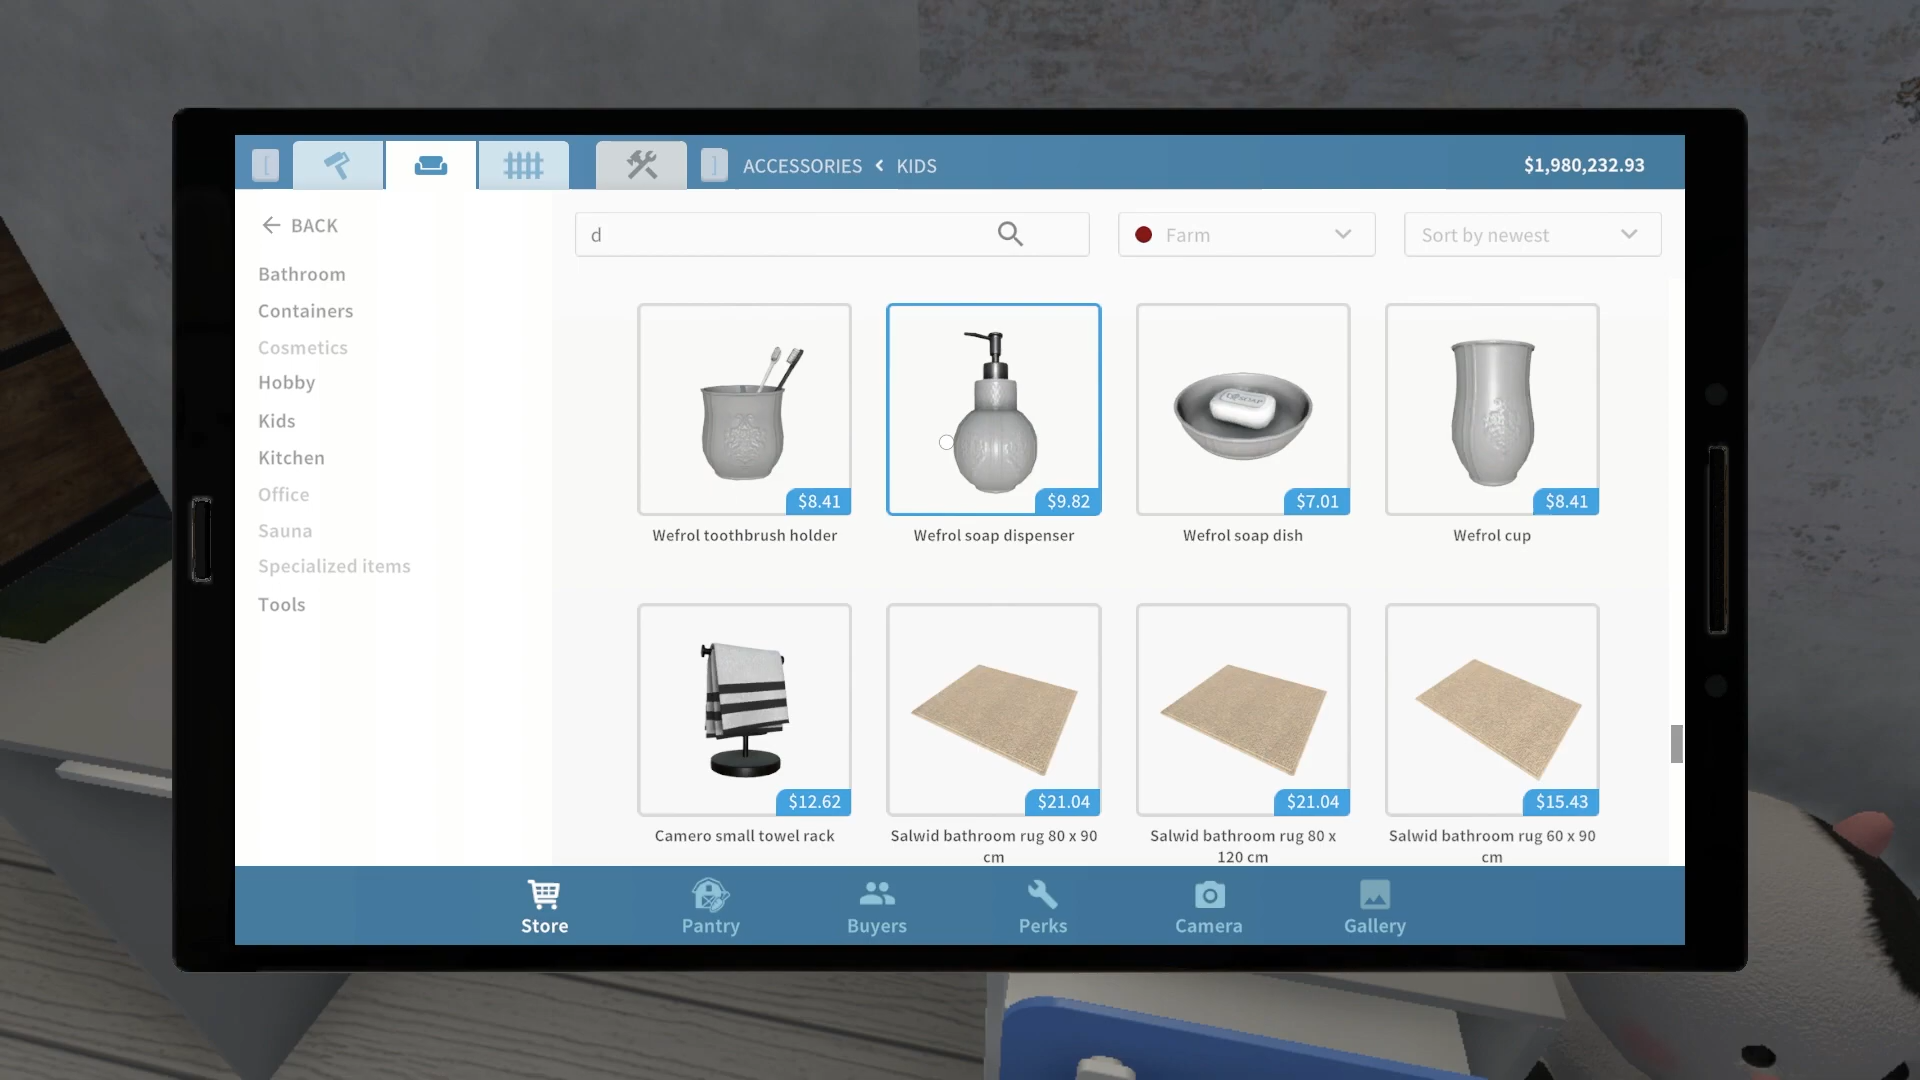 [
]
ACCESSORIES < KIDS
$1,980,232.93
BACK
Bathroom
Containers
Cosmetics
Hobby
Kids
Kitchen
Office
Sauna
Specialized items
Tools
d
Farm
Sort by newest
$8.41
Wefrol toothbrush holder
$9.82
Wefrol soap dispenser
SOAP
$7.01
Wefrol soap dish
$8.41
Wefrol cup
$12.62
Camero small towel rack
$21.04
Salwid bathroom rug 80 x 90
cm
$21.04
Salwid bathroom rug 80 x
120 cm
$15.43
Salwid bathroom rug 60 x 90
cm
Store
Pantry
Buyers
Perks
Camera
Gallery